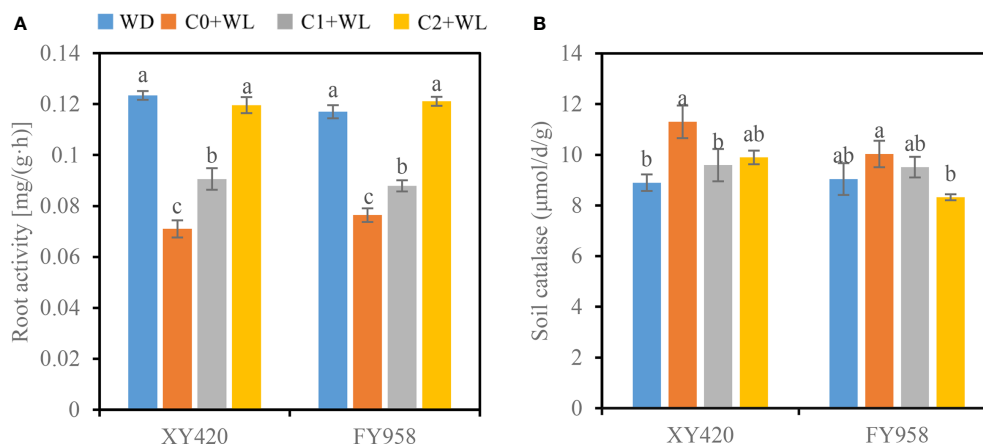 A
WD C0+WL C1+WL C2+WL
Root activity [mg/(g·h)]
0.14
0.12
0.1
0.08
0.06
0.04
0.02
0
a
c
b
a
a
c
b
a
XY420 FY958
B
Soil catalase (μmol/d/g)
14
12
10
8
6
4
2
0
b
a
b
ab
ab
a
ab
b
XY420 FY958